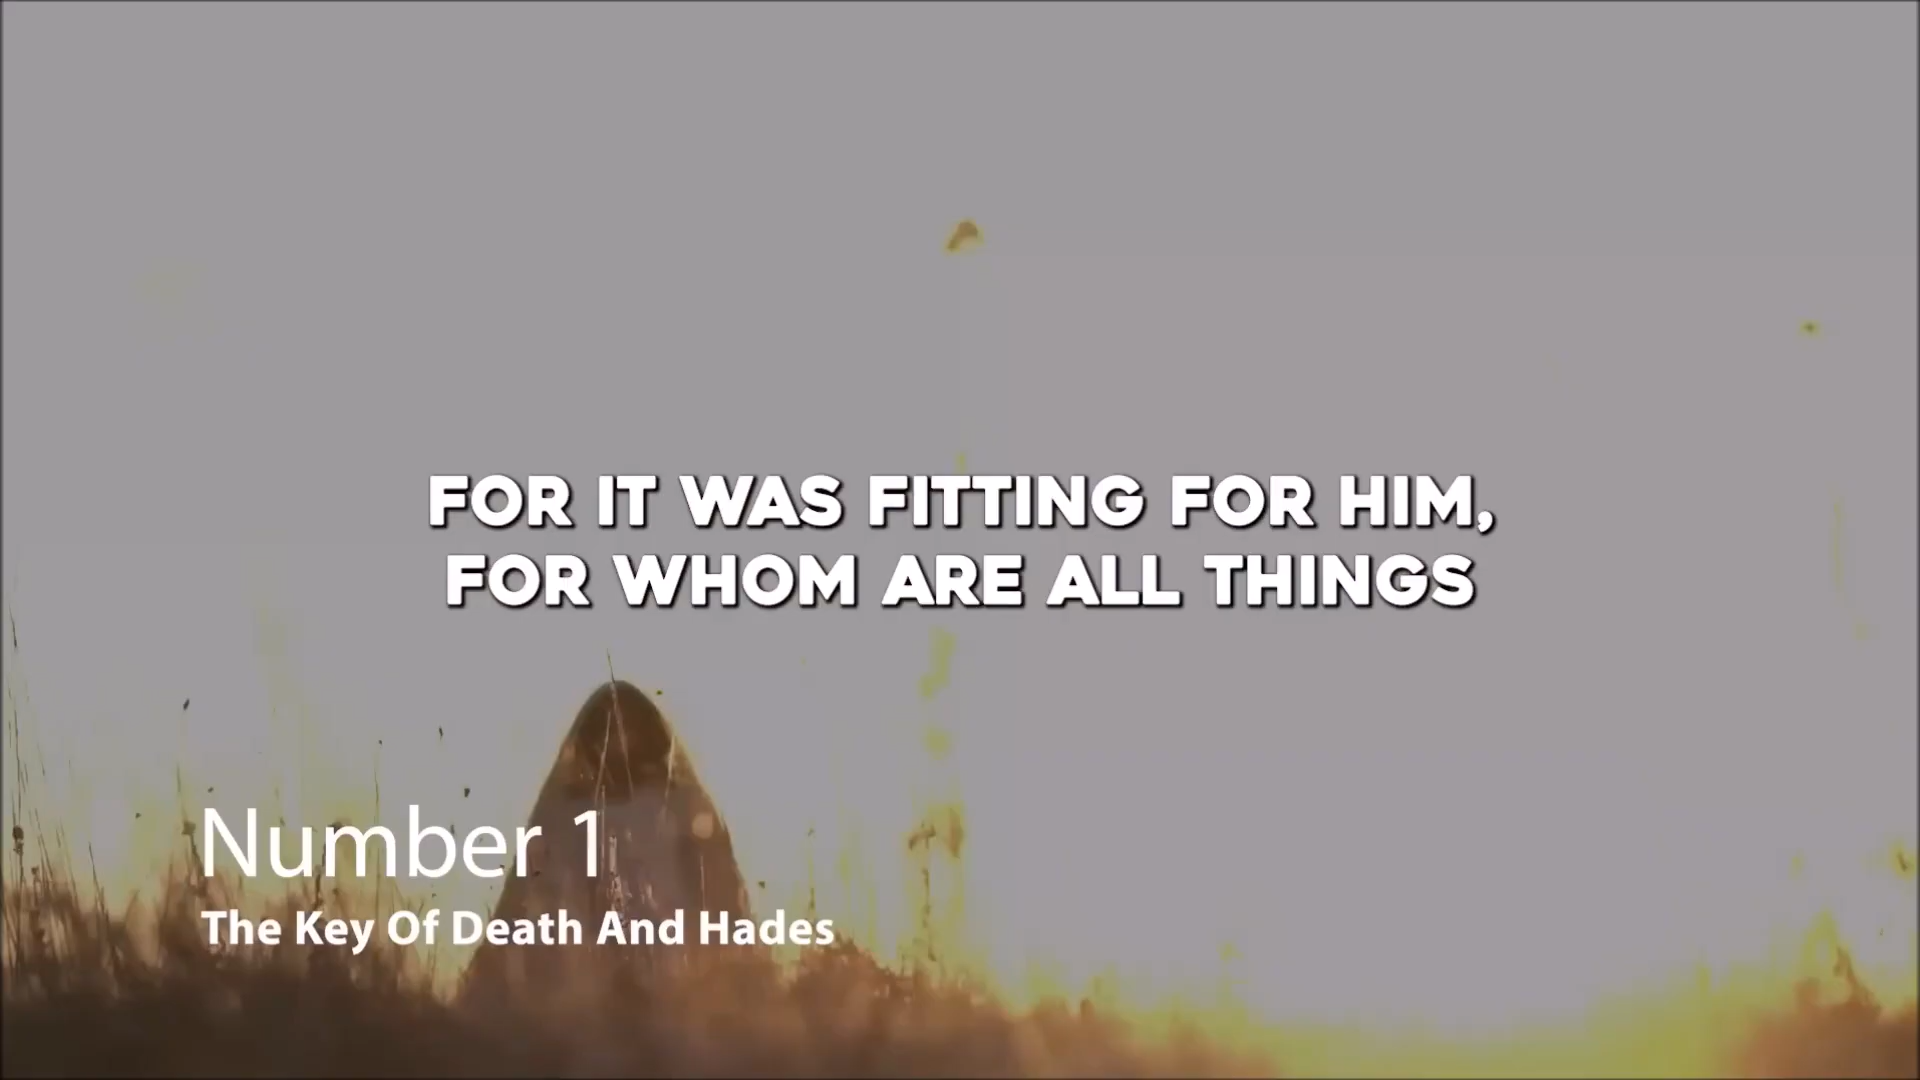 FOR IT WAS FITTING FOR HIM,
FOR WHOM ARE ALL THINGS
Number 1
The Key Of Death And Hades